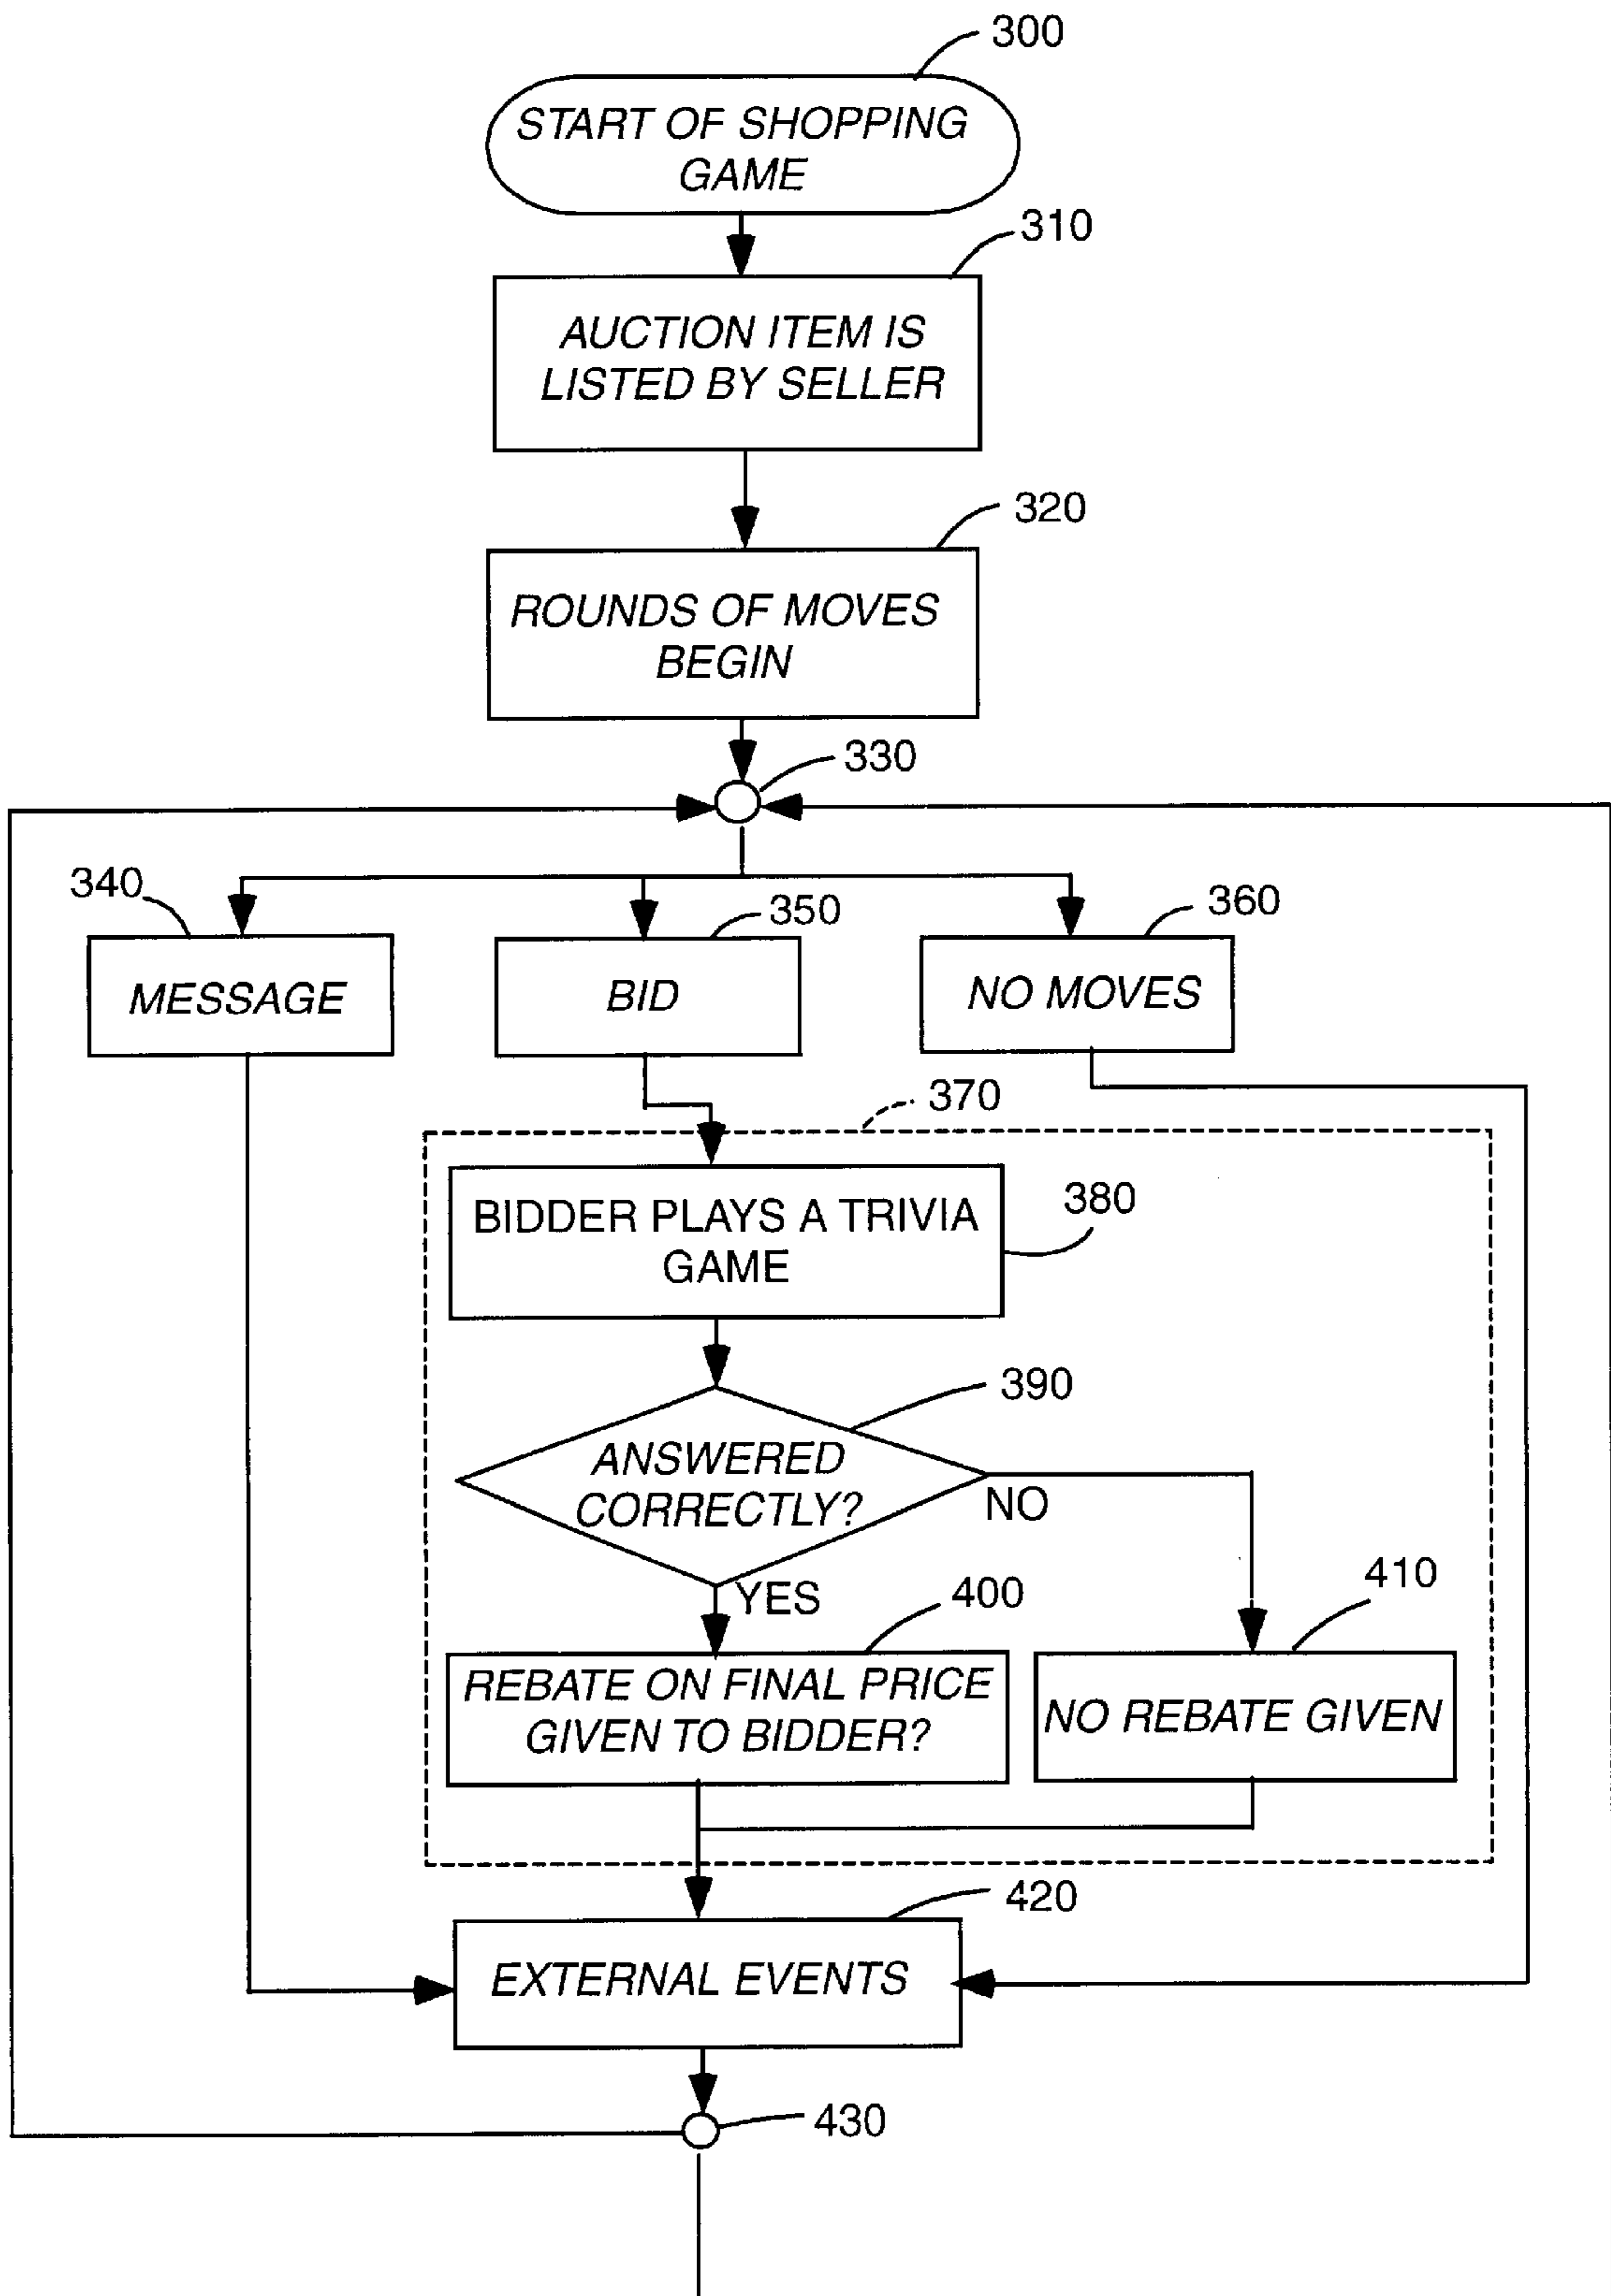 300
START OF SHOPPING
GAME
310
AUCTION ITEM IS
LISTED BY SELLER
320
ROUNDS OF MOVES
BEGIN
330
340
350
360
MESSAGE
BID
NO MOVES
370
BIDDER PLAYS A TRIVIA
GAME
380
390
ANSWERED
CORRECTLY?
NO
YES
400
410
REBATE ON FINAL PRICE
GIVEN TO BIDDER?
NO REBATE GIVEN
420
EXTERNAL EVENTS
430